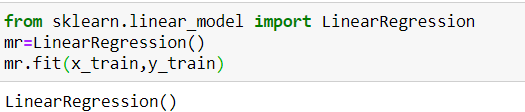 from sklearn.linear_model import LinearRegression
mr=LinearRegression()
mr.fit(x_train,y_train)
LinearRegression()